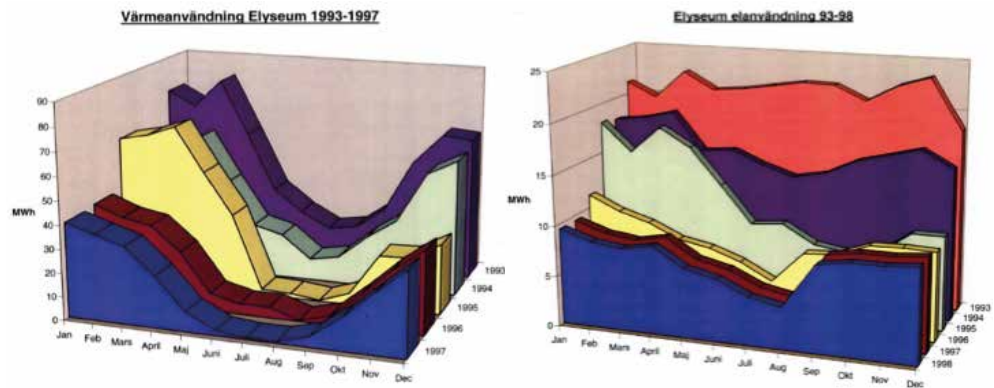 Värmeanvändning Elyseum 1993-1997
90
80
70
60
50
MWh
40
30
20
10
0
Jan
Feb
Mars
April
Maj
Juni
Juli
Aug
Sep
Okt
Nov
Dec
1993
1994
1995
1996
1997
Elyseum elanvändning 93-98
25
20
15
MWh
10
5
0
Jan
Feb
Mars
April
Maj
Juni
Juli
Aug
Sep
Okt
Nov
Dec
1993
1994
1995
1996
1997
1998